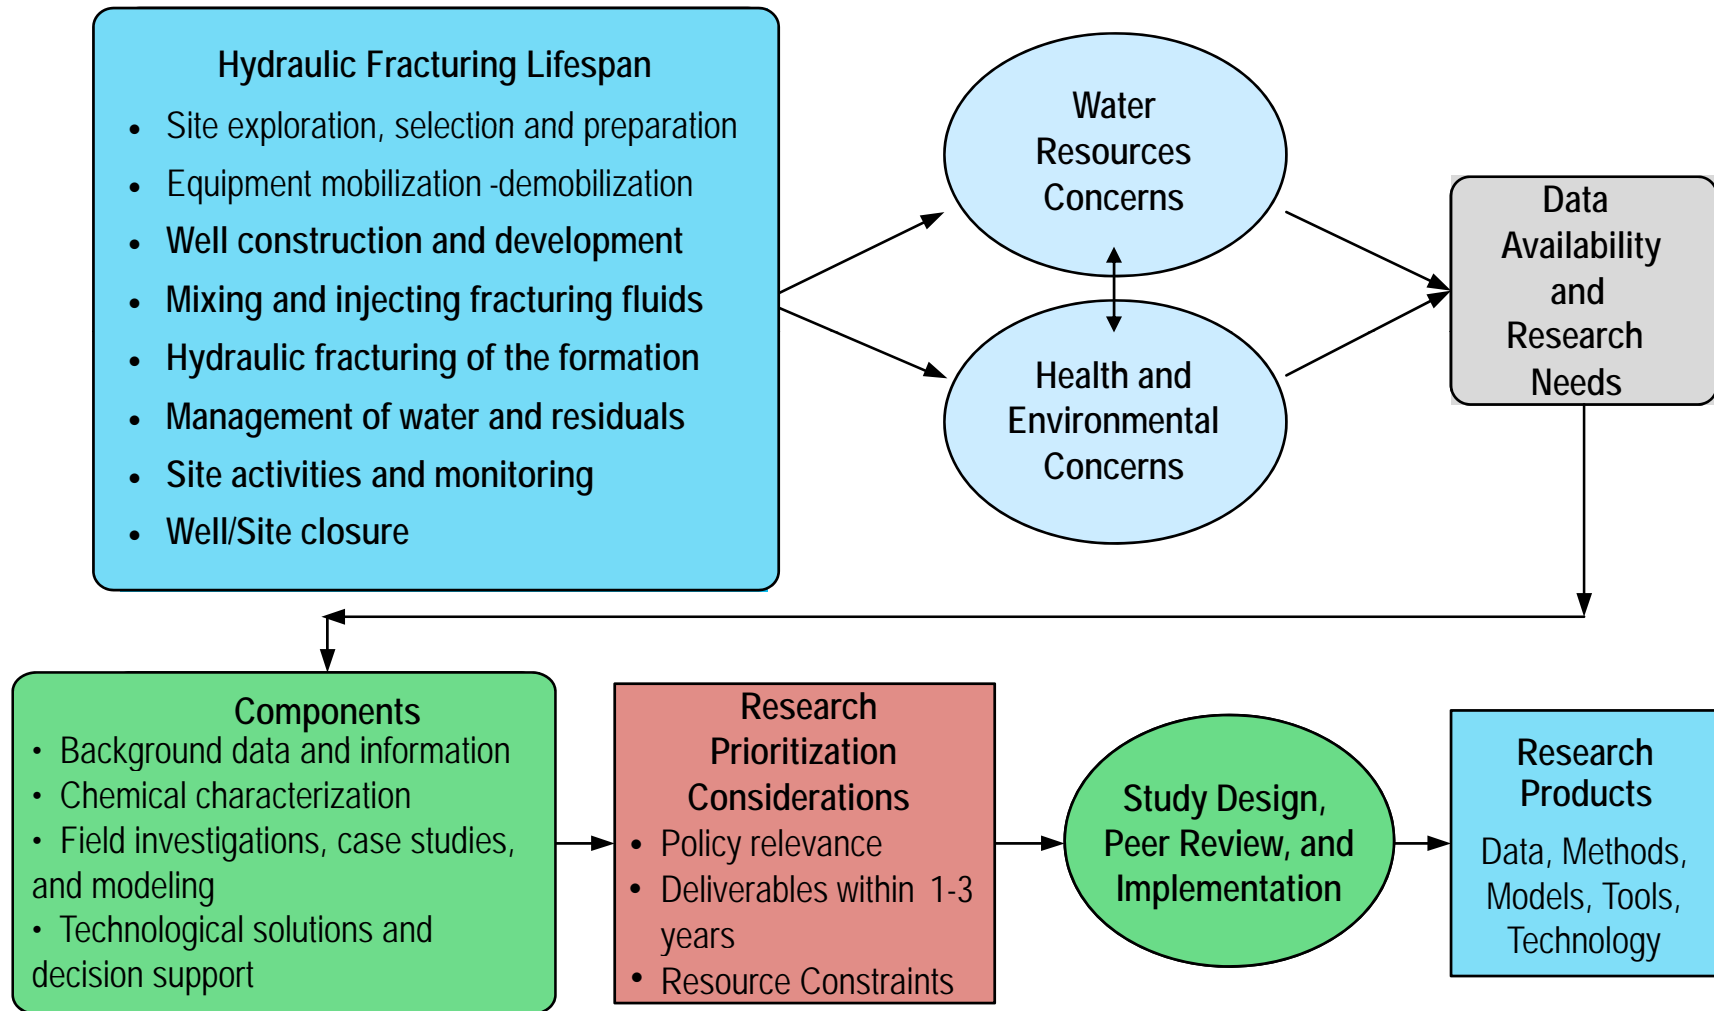 Hydraulic Fracturing Lifespan
• Site exploration, selection and preparation
• Equipment mobilization -demobilization
• Well construction and development
• Mixing and injecting fracturing fluids
• Hydraulic fracturing of the formation
• Management of water and residuals
• Site activities and monitoring
• Well/Site closure
Water
Resources
Concerns
Health and
Environmental
Concerns
Data
Availability
and
Research
Needs
Components
• Background data and information
• Chemical characterization
• Field investigations, case studies,
and modeling
• Technological solutions and
decision support
Research
Prioritization
Considerations
• Policy relevance
• Deliverables within 1-3
years
• Resource Constraints
Study Design,
Peer Review, and
Implementation
Research
Products
Data, Methods,
Models, Tools,
Technology